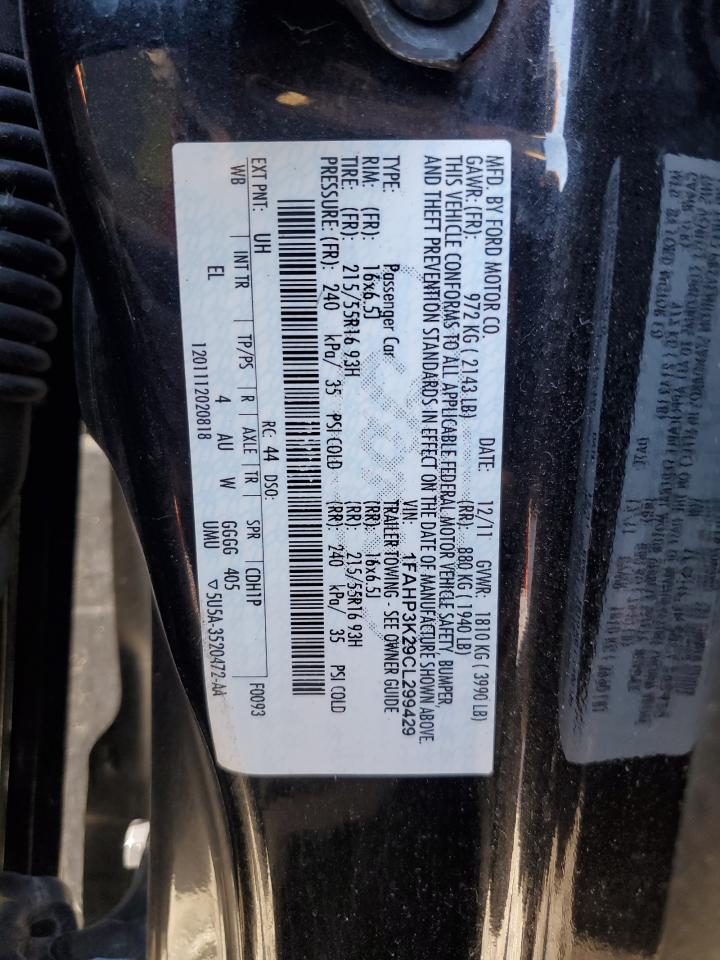 MFD. BY FORD MOTOR CO.
DATE: 12/11 GVWR: 1810 KG ( 3990 LB)
GAWR: (FR): 972 KG ( 2143 LB) (RR): 880 KG ( 1940 LB)
THIS VEHICLE CONFORMS TO ALL APPLICABLE FEDERAL MOTOR VEHICLE SAFETY, BUMPER,
AND THEFT PREVENTION STANDARDS IN EFFECT ON THE DATE OF MANUFACTURE SHOWN ABOVE.
VIN: 1FAHP3K29CL299429
TYPE: Passenger Car TRAILER TOWING - SEE OWNER GUIDE
RIM: (FR): 16x6.5J (RR): 16x6.5J
TIRE: (FR): 215/55R16 93H (RR): 215/55R16 93H
PRESSURE: (FR): 240 kPa/ 35 PSI COLD (RR): 240 kPa/ 35 PSI COLD
RC: 44 DSO: F0093
EXT PNT: UH
WB INT TR TP/PS R AXLE TR SPR CDH1P
EL 4 AU W GGGG 405
UMU
1201112020818 ▽5U5A-3520472-AA